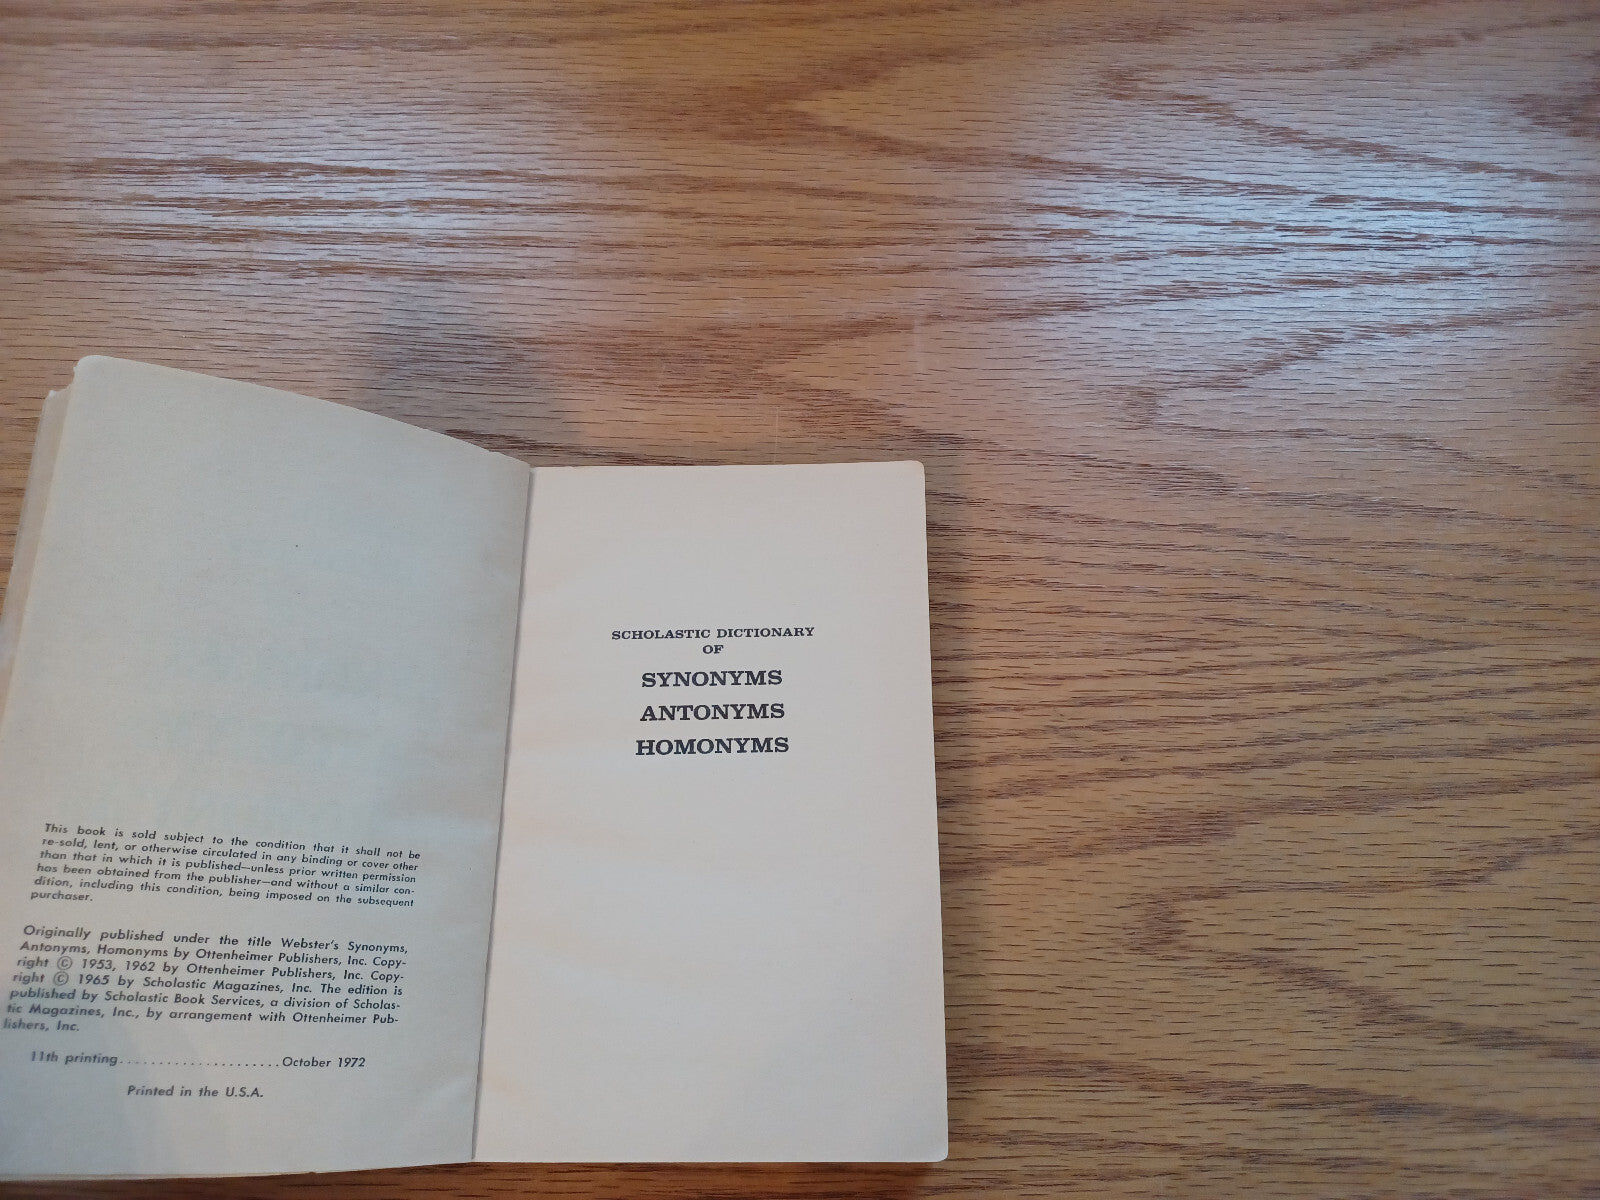 This book is sold subject to the condition that it shall not be
re-sold, lent, or otherwise circulated in any binding or cover other
than that in which it is published—unless prior written permission
has been obtained from the publisher—and without a similar con-
dition, including this condition, being imposed on the subsequent
purchaser.
Originally published under the title Webster's Synonyms,
Antonyms, Homonyms by Ottenheimer Publishers, Inc. Copy-
right © 1953, 1962 by Ottenheimer Publishers, Inc. Copy-
right © 1965 by Scholastic Magazines, Inc. The edition is
published by Scholastic Book Services, a division of Scholas-
tic Magazines, Inc., by arrangement with Ottenheimer Pub-
lishers, Inc.
11th printing.....................October 1972
Printed in the U.S.A.
SCHOLASTIC DICTIONARY
OF
SYNONYMS
ANTONYMS
HOMONYMS